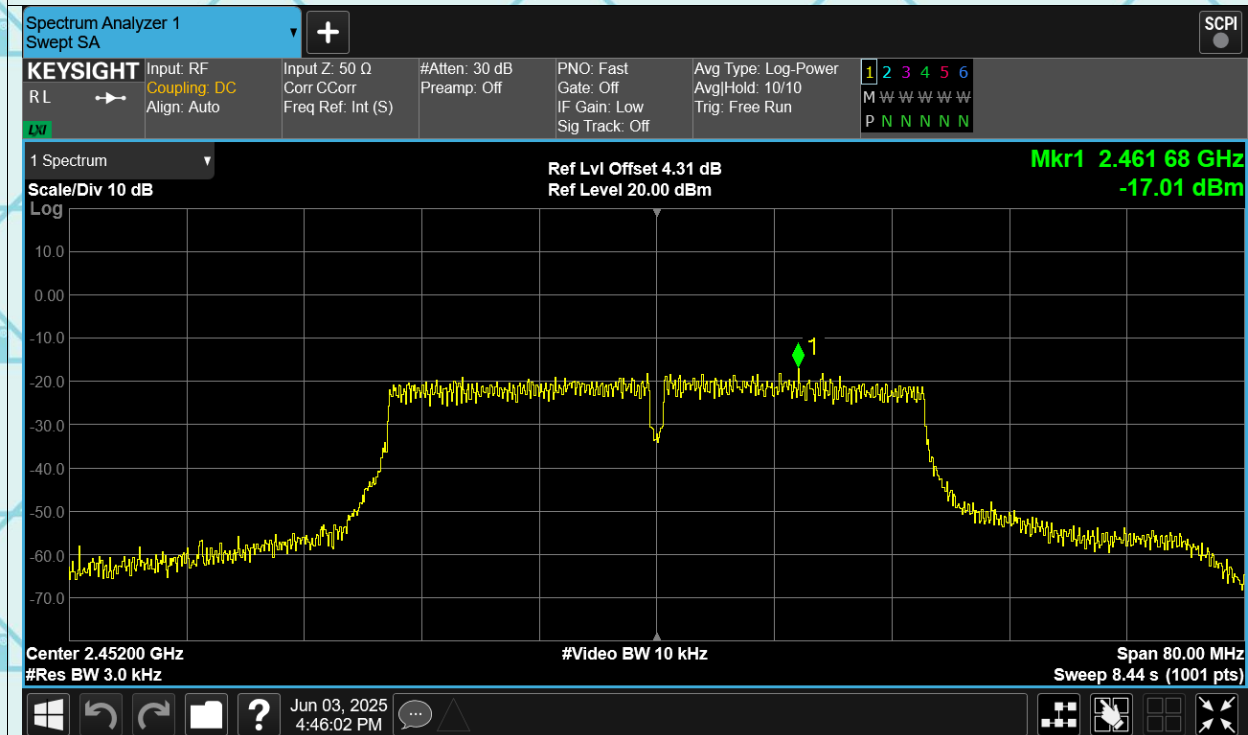 Spectrum Analyzer 1
Swept SA
+
SCPI
KEYSIGHT
RL
LXI
Input: RF
Coupling: DC
Align: Auto
Input Z: 50 Ω
Corr CCorr
Freq Ref: Int (S)
#Atten: 30 dB
Preamp: Off
PNO: Fast
Gate: Off
IF Gain: Low
Sig Track: Off
Avg Type: Log-Power
Avg|Hold: 10/10
Trig: Free Run
1 2 3 4 5 6
M W W W W W
P N N N N N
1 Spectrum
Scale/Div 10 dB
Log
Ref Lvl Offset 4.31 dB
Ref Level 20.00 dBm
Mkr1 2.461 68 GHz
-17.01 dBm
10.0
0.00
-10.0
1
-20.0
-30.0
-40.0
-50.0
-60.0
-70.0
Center 2.45200 GHz
#Video BW 10 kHz
Span 80.00 MHz
#Res BW 3.0 kHz
Sweep 8.44 s (1001 pts)
?
Jun 03, 2025
4:46:02 PM